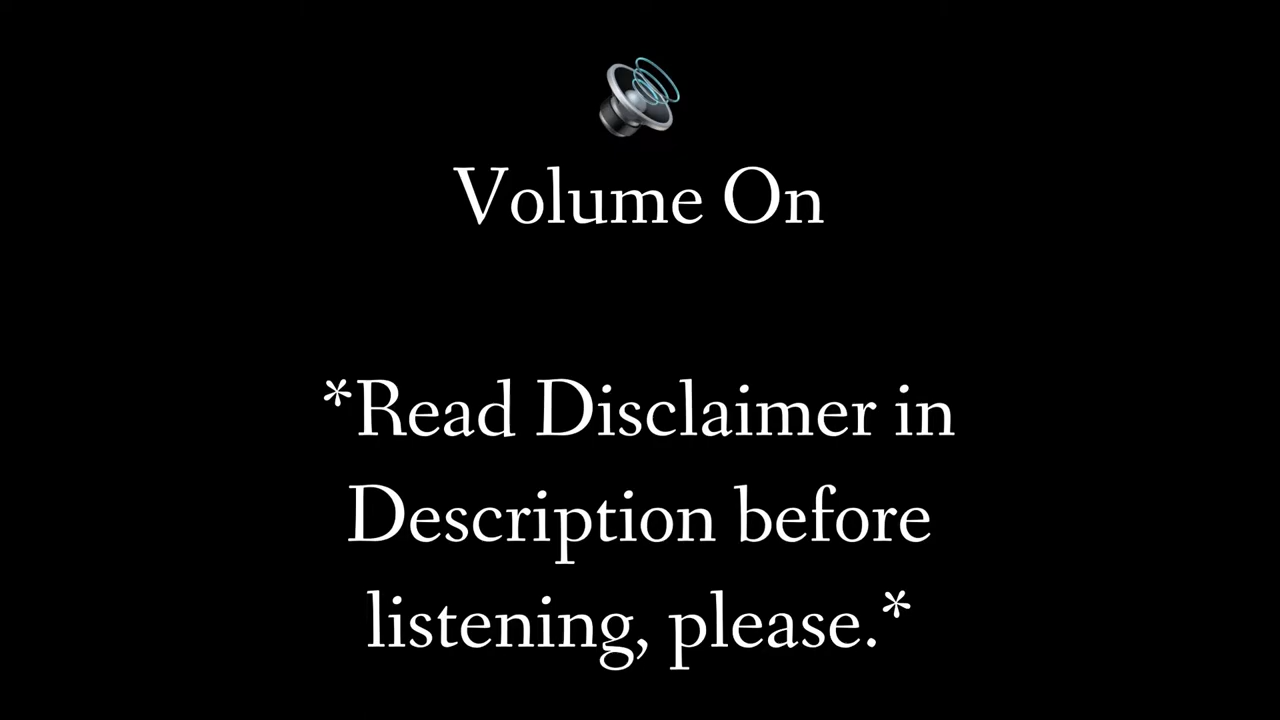 Volume On
*Read Disclaimer in
Description before
listening, please.*